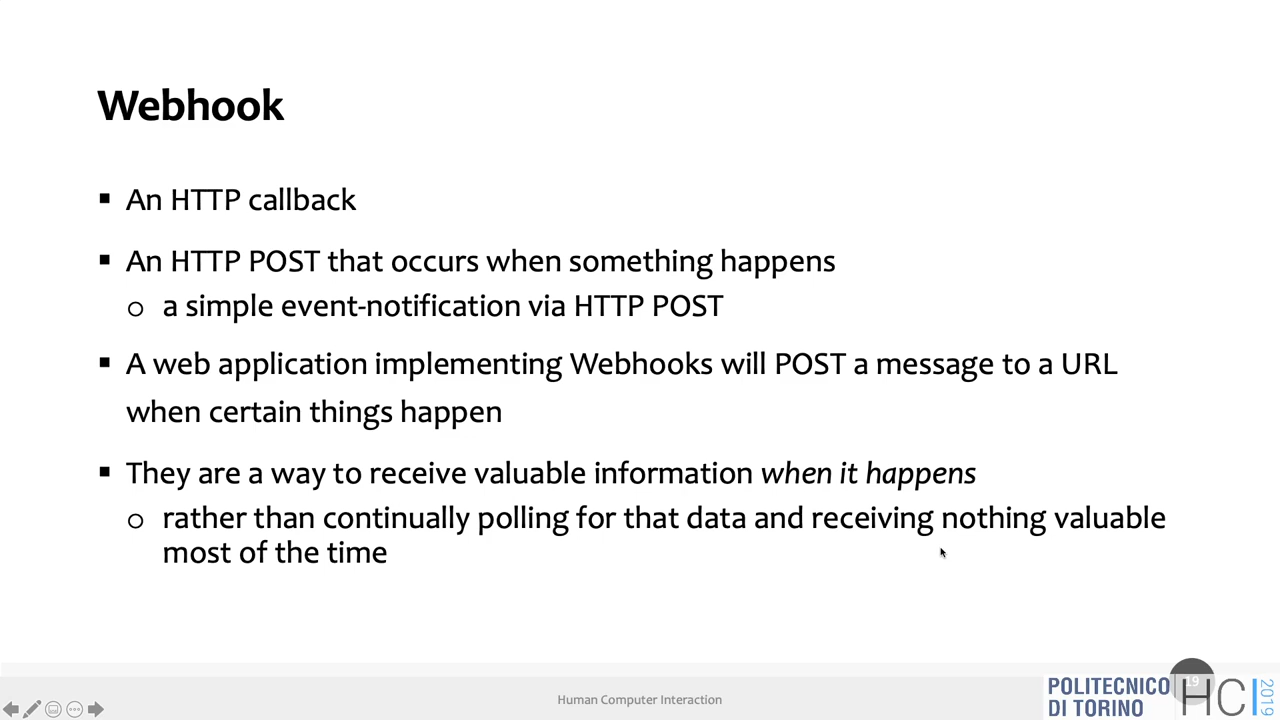 Webhook
▪ An HTTP callback
▪ An HTTP POST that occurs when something happens
o a simple event-notification via HTTP POST
▪ A web application implementing Webhooks will POST a message to a URL
when certain things happen
▪ They are a way to receive valuable information when it happens
o rather than continually polling for that data and receiving nothing valuable
most of the time
Human Computer Interaction
POLITECNICO
DI TORINO
19
HCI
2019